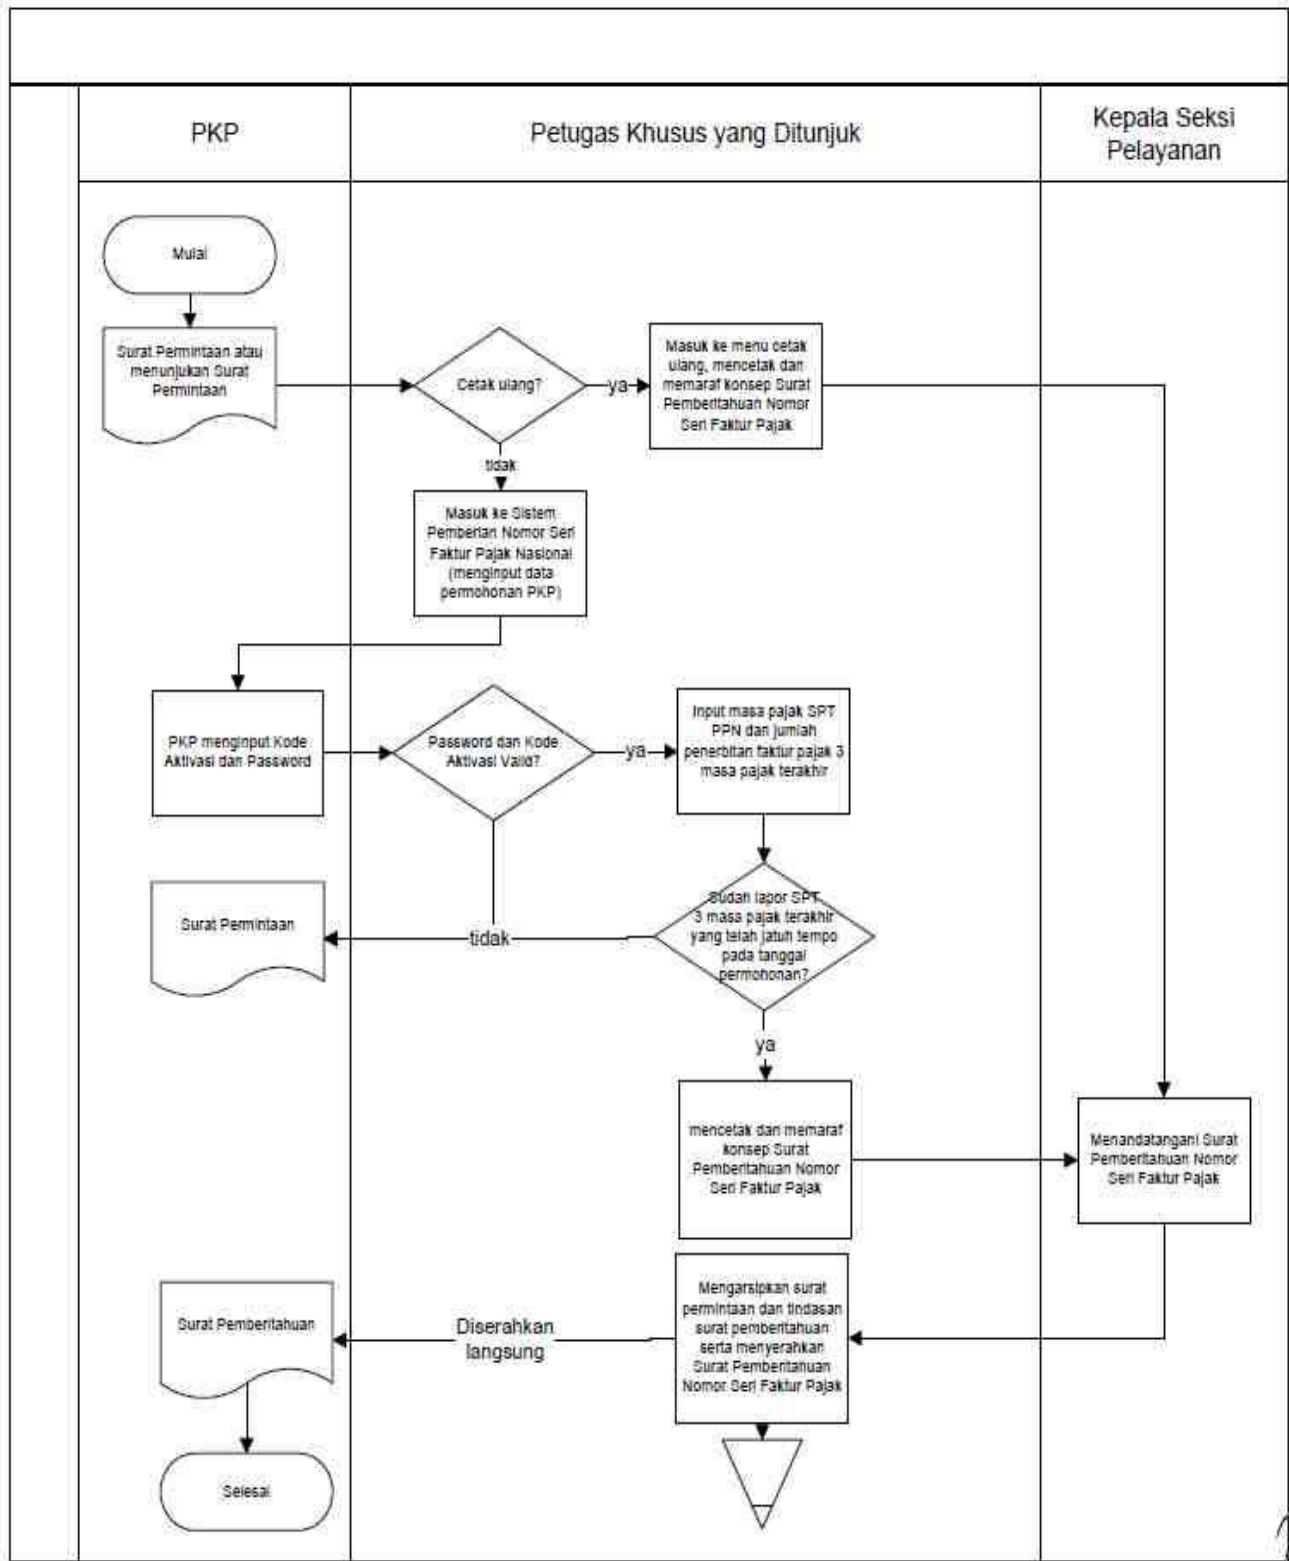 PKP
Petugas Khusus yang Ditunjuk
Kepala Seksi
Pelayanan
Mulai
Surat Permintaan atau
menunjukan Surat
Permintaan
Cetak ulang?
ya
Masuk ke menu cetak
ulang, mencetak dan
memaraf konsep Surat
Pemberitahuan Nomor
Seri Faktur Pajak
tidak
Masuk ke Sistem
Pemberian Nomor Seri
Faktur Pajak Nasional
(menginput data
permohonan PKP)
PKP menginput Kode
Aktivasi dan Password
Password dan Kode
Aktivasi Valid?
ya
Input masa pajak SPT
PPN dan jumlah
penerbitan faktur pajak 3
masa pajak terakhir
Surat Permintaan
tidak
Sudah lapor SPT
3 masa pajak terakhir
yang telah jatuh tempo
pada tanggal
permohonan?
ya
mencetak dan memaraf
konsep Surat
Pemberitahuan Nomor
Seri Faktur Pajak
Menandatangani Surat
Pemberitahuan Nomor
Seri Faktur Pajak
Mengarsipkan surat
permintaan dan tindasan
surat pemberitahuan
serta menyerahkan
Surat Pemberitahuan
Nomor Seri Faktur Pajak
Diserahkan
langsung
Surat Pemberitahuan
Selesai